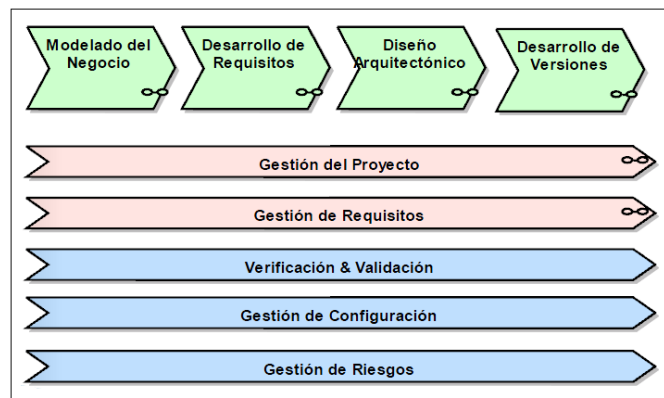 Modelado del
Negocio
Desarrollo de
Requisitos
Diseño
Arquitectónico
Desarrollo de
Versiones
Gestión del Proyecto
Gestión de Requisitos
Verificación & Validación
Gestión de Configuración
Gestión de Riesgos